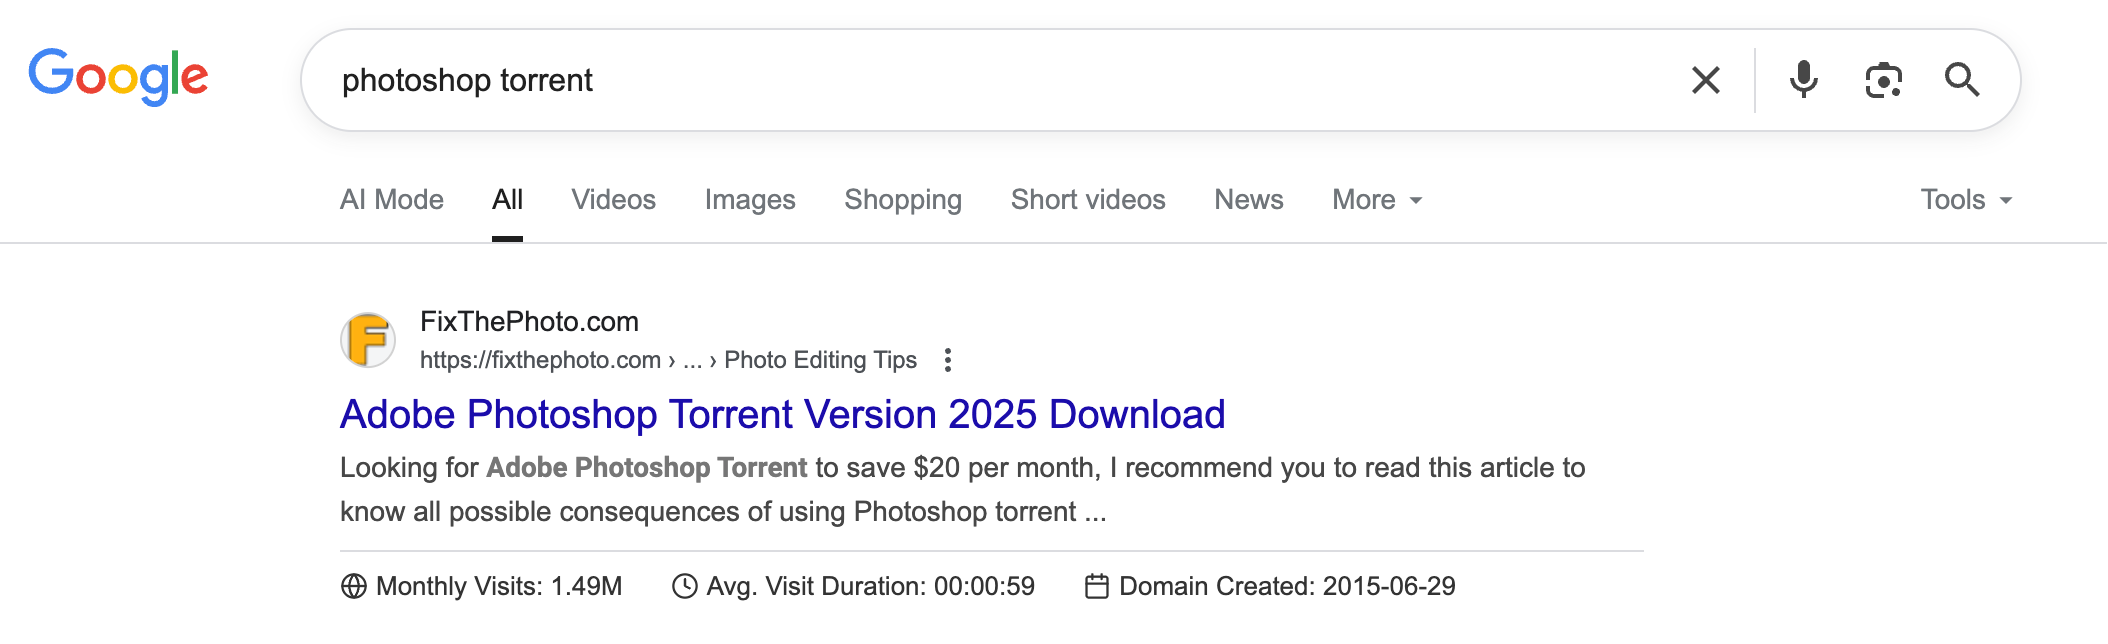 Google
photoshop torrent
AI Mode All Videos Images Shopping Short videos News More Tools
F
FixThePhoto.com
https://fixthephoto.com › ... › Photo Editing Tips
Adobe Photoshop Torrent Version 2025 Download
Looking for Adobe Photoshop Torrent to save $20 per month, I recommend you to read this article to
know all possible consequences of using Photoshop torrent ...
Monthly Visits: 1.49M Avg. Visit Duration: 00:00:59 Domain Created: 2015-06-29